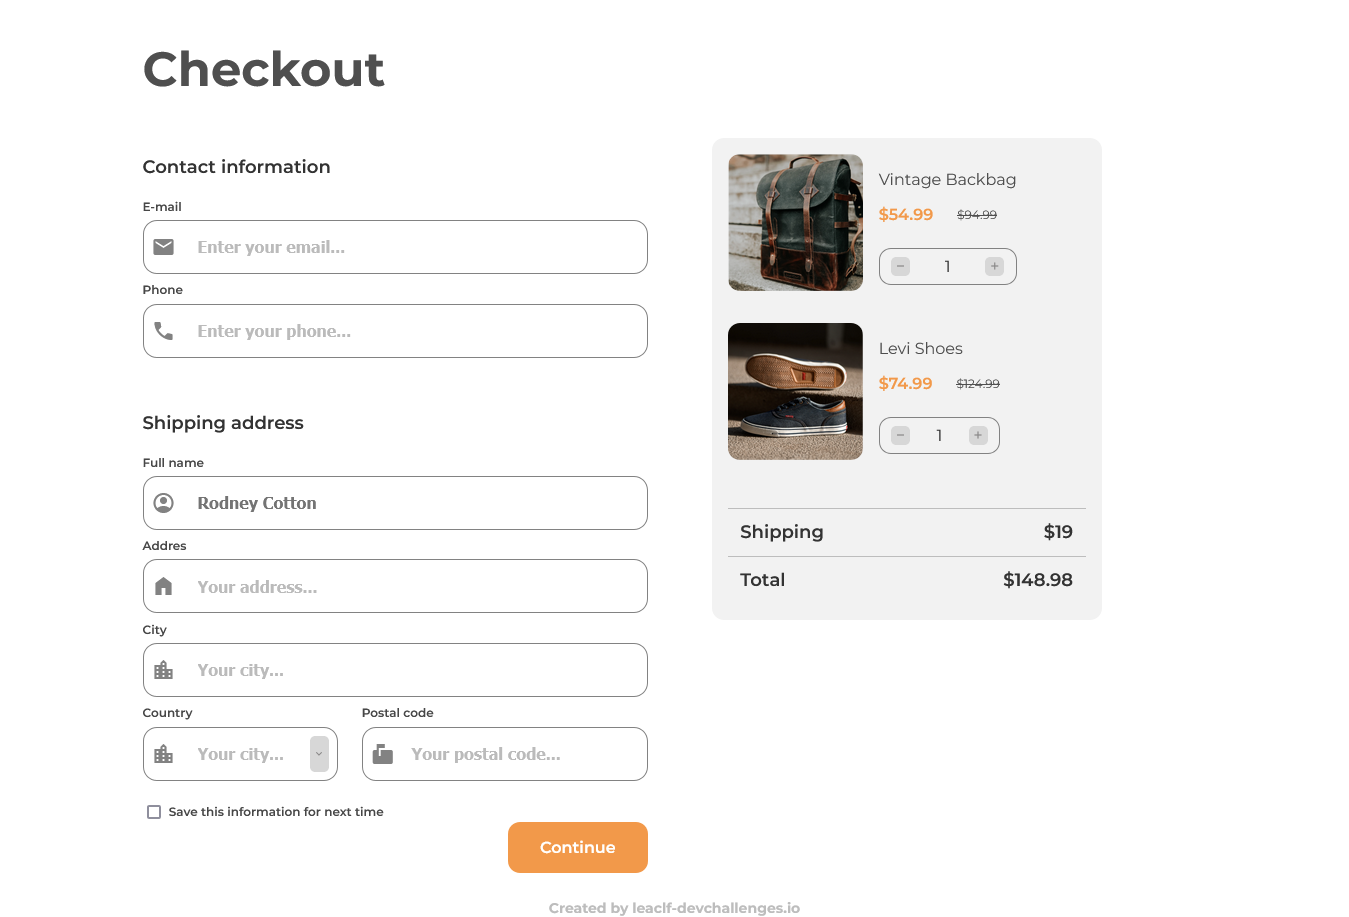 Checkout
Contact information
E-mail
Enter your email...
Phone
Enter your phone...
Shipping address
Full name
Rodney Cotton
Addres
Your address...
City
Your city...
Country
Your city...
Postal code
Your postal code...
Save this information for next time
Continue
Vintage Backbag
$54.99 $94.99
− 1 +
Levi Shoes
$74.99 $124.99
− 1 +
Shipping $19
Total $148.98
Created by leaclf-devchallenges.io